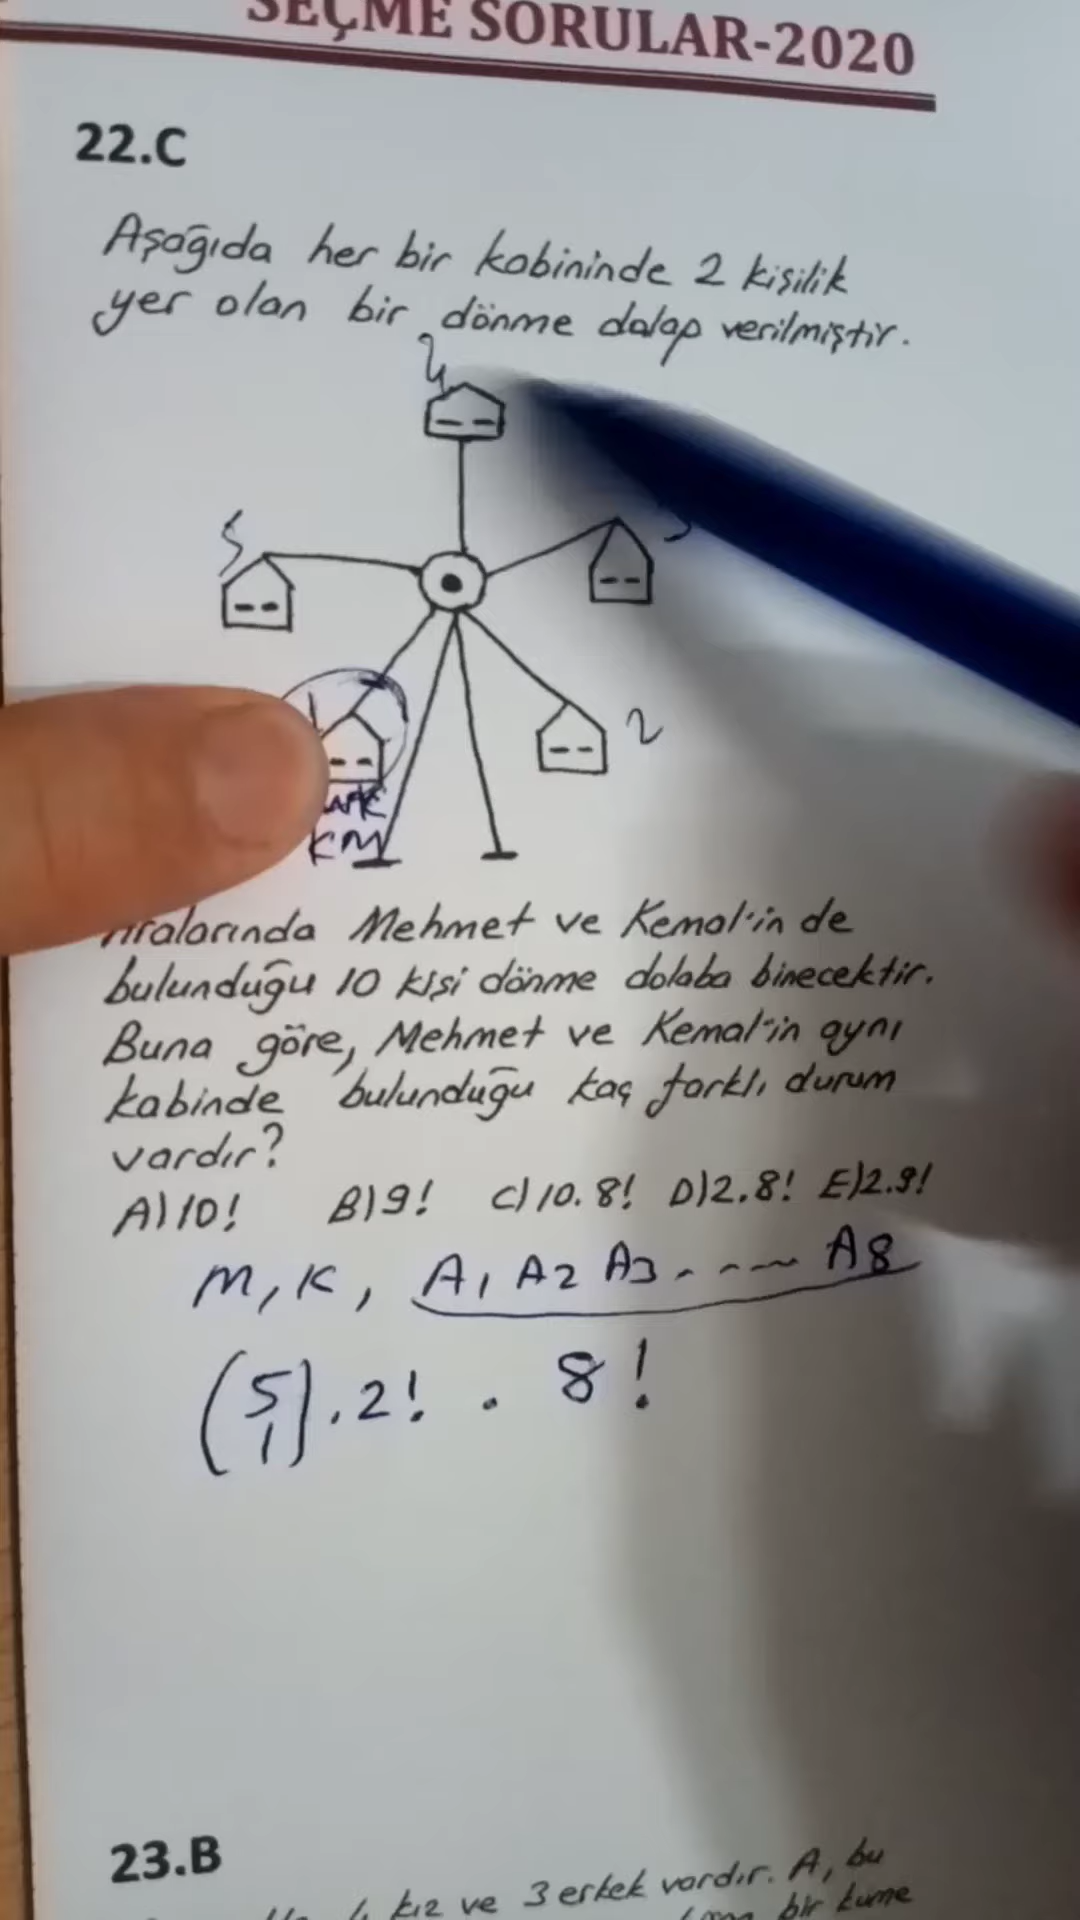 SEÇME SORULAR-2020
22.C
Aşağıda her bir kabininde 2 kişilik
yer olan bir dönme dolap verilmiştir.
4
5
3
2
1
MK
KM
Aralarında Mehmet ve Kemal'in de
bulunduğu 10 kişi dönme dolaba binecektir.
Buna göre, Mehmet ve Kemal'in aynı
kabinde bulunduğu kaç farklı durum
vardır?
A) 10! B) 9! C) 10.8! D) 2.8! E) 2.9!
M, K, A1 A2 A3 .---- A8
(5 1) . 2! . 8!
23.B
4 kız ve 3 erkek vardır. A, bu
bir küme